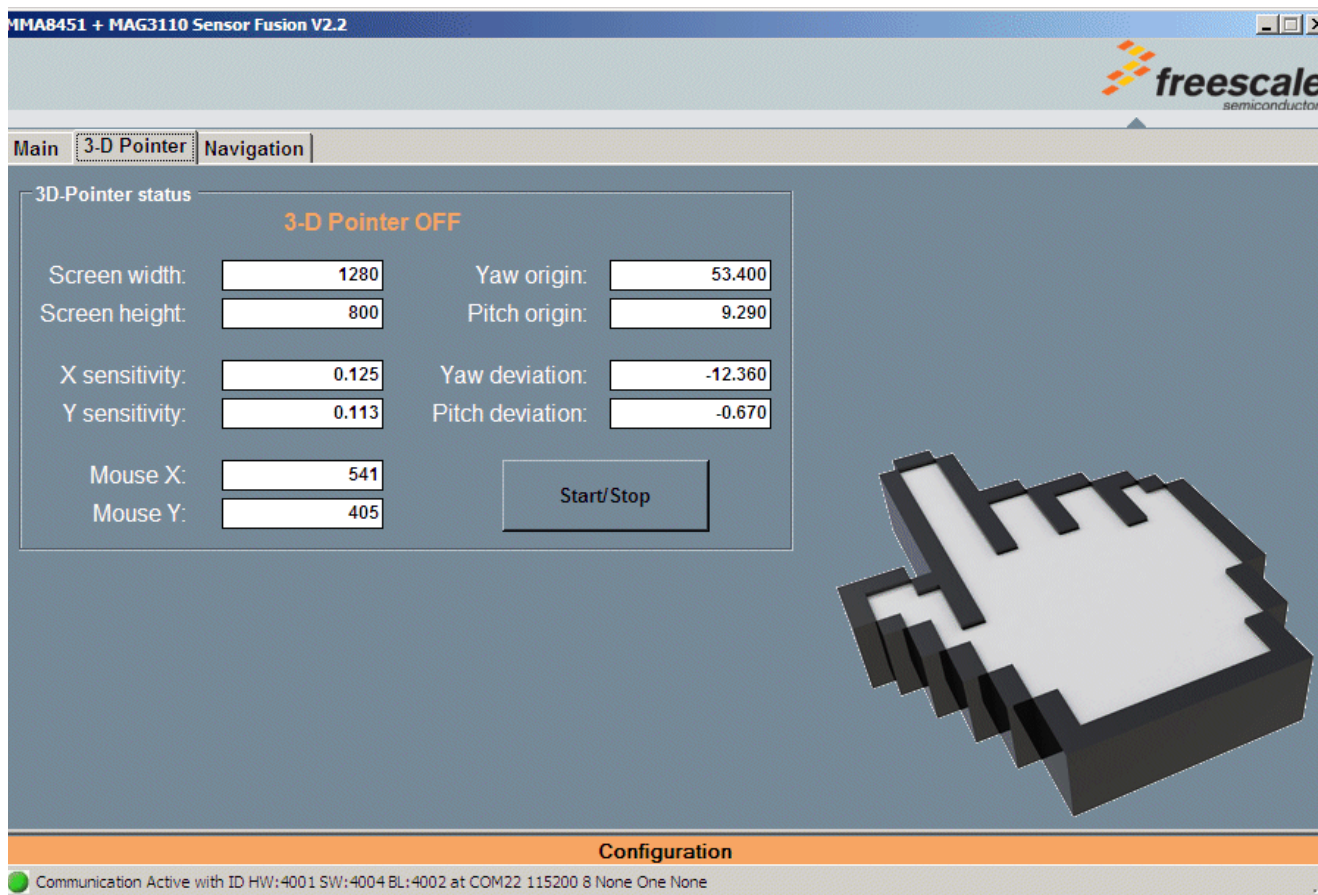 MMA8451 + MAG3110 Sensor Fusion V2.2
freescale
semiconductor
Main 3-D Pointer Navigation
3D-Pointer status
3-D Pointer OFF
Screen width: 1280 Yaw origin: 53.400
Screen height: 800 Pitch origin: 9.290
X sensitivity: 0.125 Yaw deviation: -12.360
Y sensitivity: 0.113 Pitch deviation: -0.670
Mouse X: 541
Mouse Y: 405
Start/Stop
Configuration
Communication Active with ID HW:4001 SW:4004 BL:4002 at COM22 115200 8 None One None